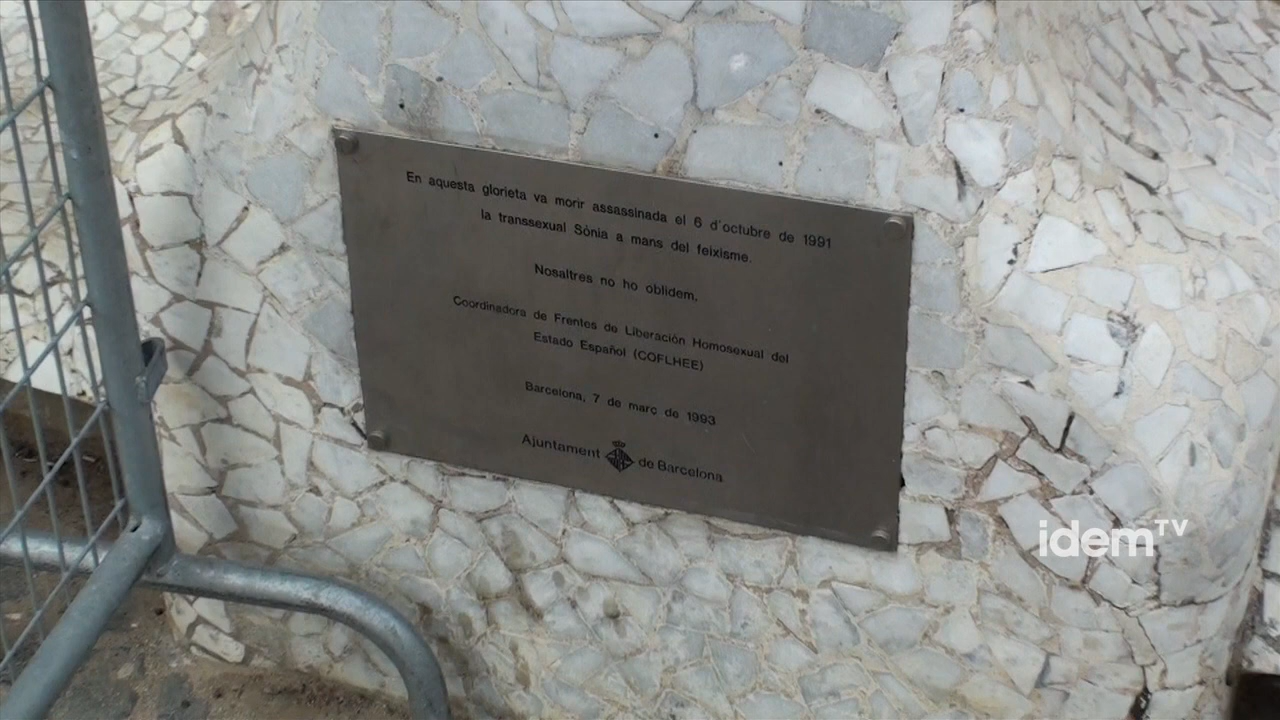 En aquesta glorieta va morir assassinada el 6 d'octubre de 1991
la transsexual Sònia a mans del feixisme.
Nosaltres no ho oblidem.
Coordinadora de Frentes de Liberación Homosexual del
Estado Español (COFLHEE)
Barcelona, 7 de març de 1993
Ajuntament de Barcelona
idemTV